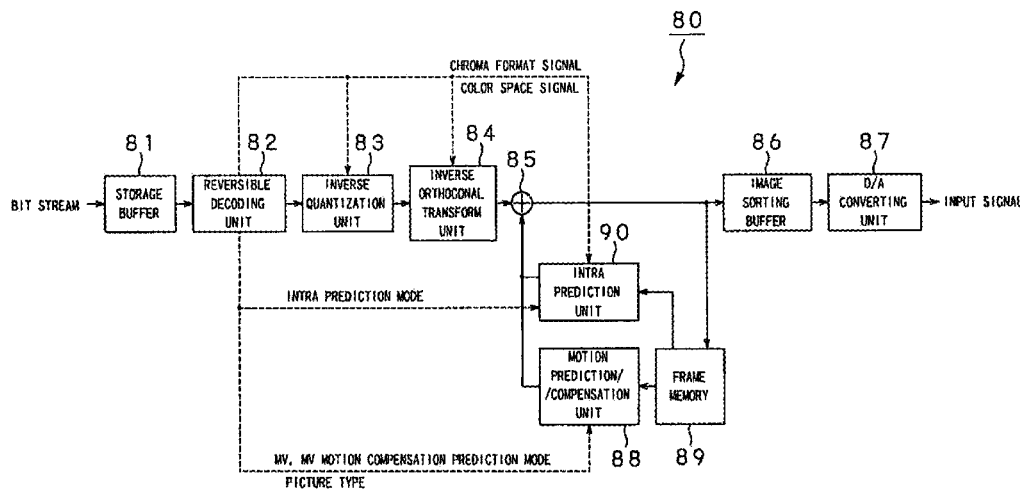 80
CHROMA FORMAT SIGNAL
COLOR SPACE SIGNAL
81
82
83
84
85
86
87
BIT STREAM
STORAGE
BUFFER
REVERSIBLE
DECODING
UNIT
INVERSE
QUANTIZATION
UNIT
INVERSE
ORTHOGONAL
TRANSFORM
UNIT
IMAGE
SORTING
BUFFER
D/A
CONVERTING
UNIT
INPUT SIGNAL
90
INTRA
PREDICTION
UNIT
INTRA PREDICTION MODE
MOTION
PREDICTION/
/COMPENSATION
UNIT
FRAME
MEMORY
88
89
MV, MV MOTION COMPENSATION PREDICTION MODE
PICTURE TYPE